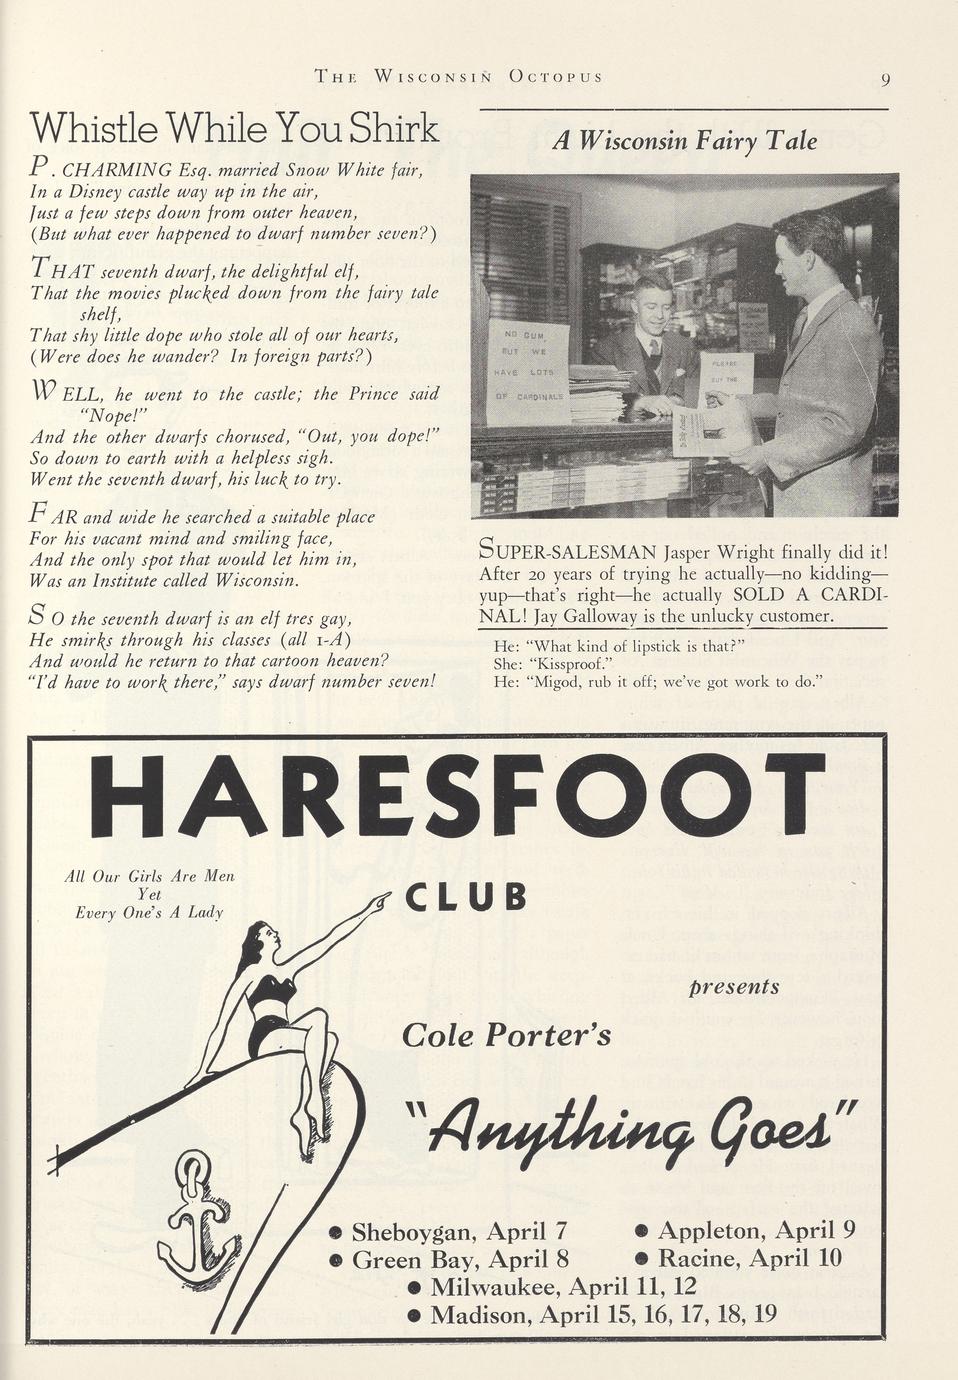 THE WISCONSIN OCTOPUS
9
Whistle While You Shirk
P. CHARMING Esq. married Snow White fair,
In a Disney castle way up in the air,
Just a few steps down from outer heaven,
(But what ever happened to dwarf number seven?)
THAT seventh dwarf, the delightful elf,
That the movies plucked down from the fairy tale
shelf,
That shy little dope who stole all of our hearts,
(Were does he wander? In foreign parts?)
WELL, he went to the castle; the Prince said
"Nope!"
And the other dwarfs chorused, "Out, you dope!"
So down to earth with a helpless sigh.
Went the seventh dwarf, his luck to try.
FAR and wide he searched a suitable place
For his vacant mind and smiling face,
And the only spot that would let him in,
Was an Institute called Wisconsin.
SO the seventh dwarf is an elf tres gay,
He smirks through his classes (all 1-A)
And would he return to that cartoon heaven?
"I'd have to work there," says dwarf number seven!
A Wisconsin Fairy Tale
NO GUM,
BUT WE
HAVE LOTS
OF CARDINALS
PLEASE
BUY THE
SUPER-SALESMAN Jasper Wright finally did it!
After 20 years of trying he actually—no kidding—
yup—that's right—he actually SOLD A CARDI-
NAL! Jay Galloway is the unlucky customer.
He: "What kind of lipstick is that?"
She: "Kissproof."
He: "Migod, rub it off; we've got work to do."
HARESFOOT
All Our Girls Are Men
Yet
Every One's A Lady
CLUB
presents
Cole Porter's
"Anything Goes"
• Sheboygan, April 7
• Appleton, April 9
• Green Bay, April 8
• Racine, April 10
• Milwaukee, April 11, 12
• Madison, April 15, 16, 17, 18, 19